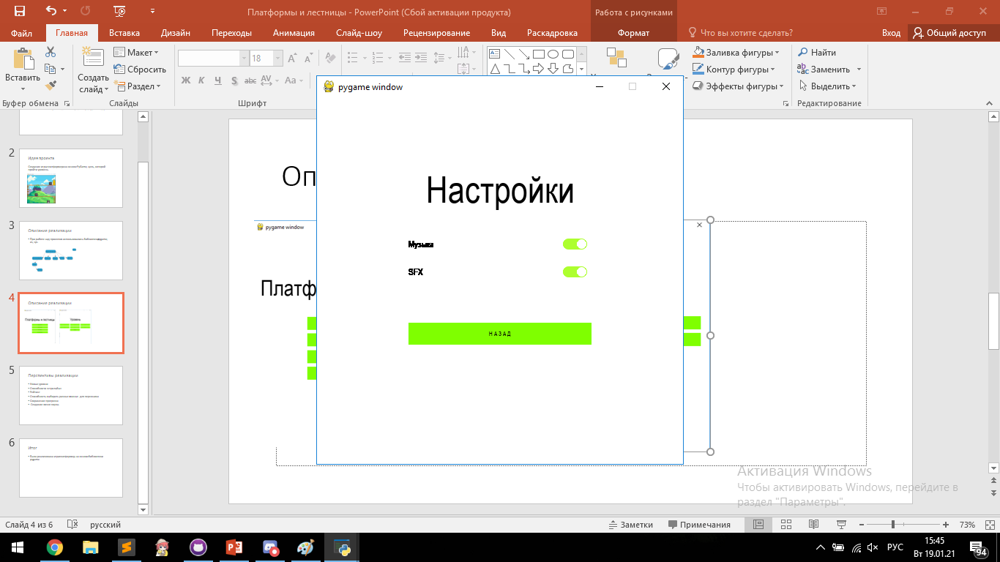 Платформы и лестницы - PowerPoint (Сбой активации продукта)
Работа с рисунками
Файл
Главная
Вставка
Дизайн
Переходы
Анимация
Слайд-шоу
Рецензирование
Вид
Раскадровка
Формат
Что вы хотите сделать?
Вход
Общий доступ
Вставить
Буфер обмена
Создать
слайд
Макет
Сбросить
Раздел
Слайды
18
Ж К Ч S abc AV Aa
Шрифт
Заливка фигуры
Контур фигуры
Эффекты фигуры
Найти
Заменить
Выделить
Редактирование
pygame window
Настройки
Музыка
SFX
НАЗАД
Оп
pygame window
Платф
2
Идея проекта
3
Описание реализации
4
Описание реализации
Платформы и лестницы
Уровень
5
Перспективы реализации
6
Итог
Активация Windows
Чтобы активировать Windows, перейдите в
раздел "Параметры".
Слайд 4 из 6
русский
Заметки
Примечания
73%
РУС
15:45
Вт 19.01.21
94